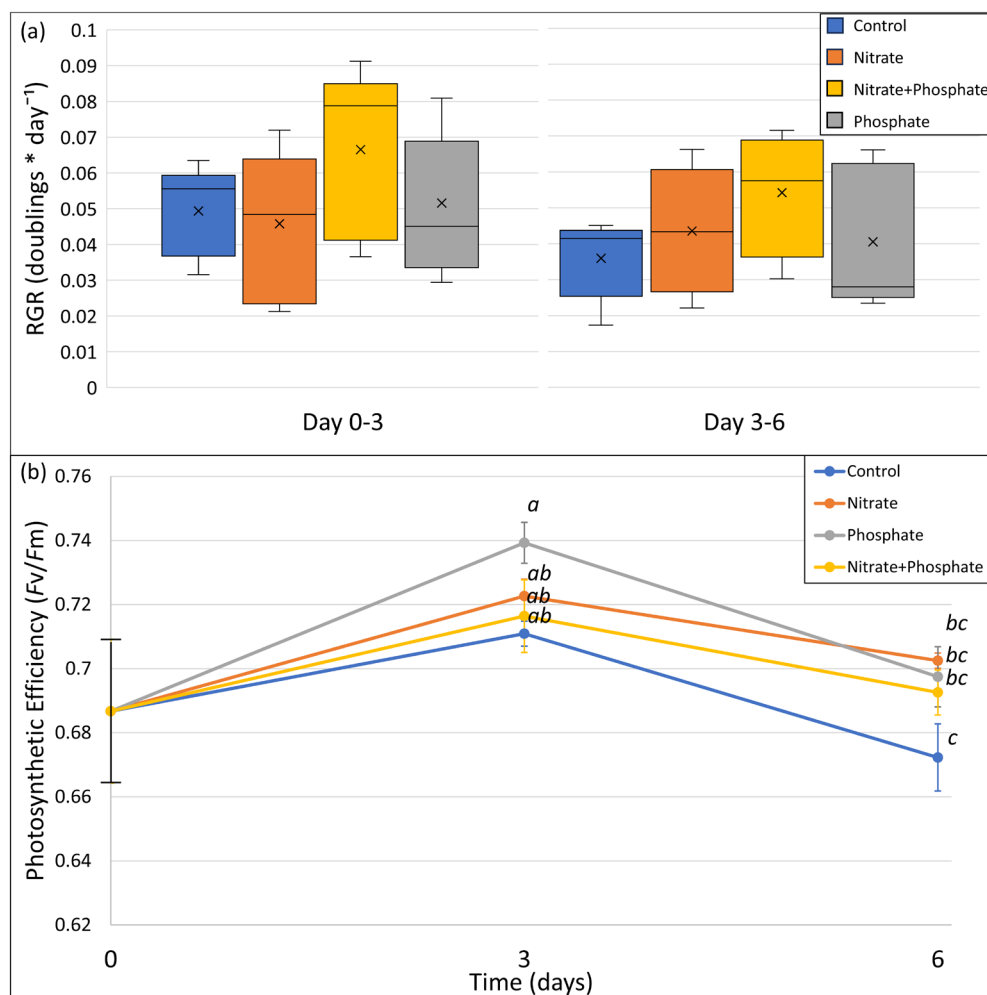 (a)
RGR (doublings * day⁻¹)
0.1
0.09
0.08
0.07
0.06
0.05
0.04
0.03
0.02
0.01
0
Control
Nitrate
Nitrate+Phosphate
Phosphate
Day 0-3
Day 3-6
(b)
Photosynthetic Efficiency (Fv/Fm)
0.76
0.74
0.72
0.7
0.68
0.66
0.64
0.62
Control
Nitrate
Phosphate
Nitrate+Phosphate
a
ab
ab
ab
bc
bc
bc
c
0
3
6
Time (days)